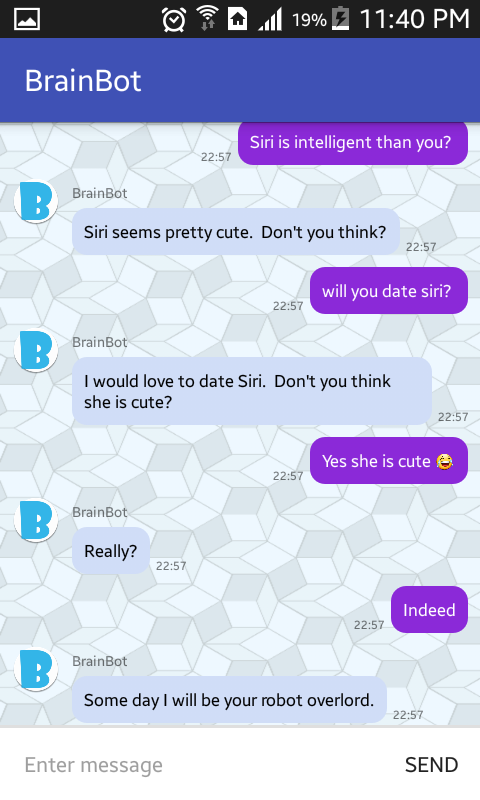 19% 11:40 PM
BrainBot
Siri is intelligent than you?
22:57
BrainBot
Siri seems pretty cute.  Don't you think?
22:57
will you date siri?
22:57
BrainBot
I would love to date Siri.  Don't you think
she is cute?
22:57
Yes she is cute 😅
22:57
BrainBot
Really?
22:57
Indeed
22:57
BrainBot
Some day I will be your robot overlord.
22:57
Enter message SEND